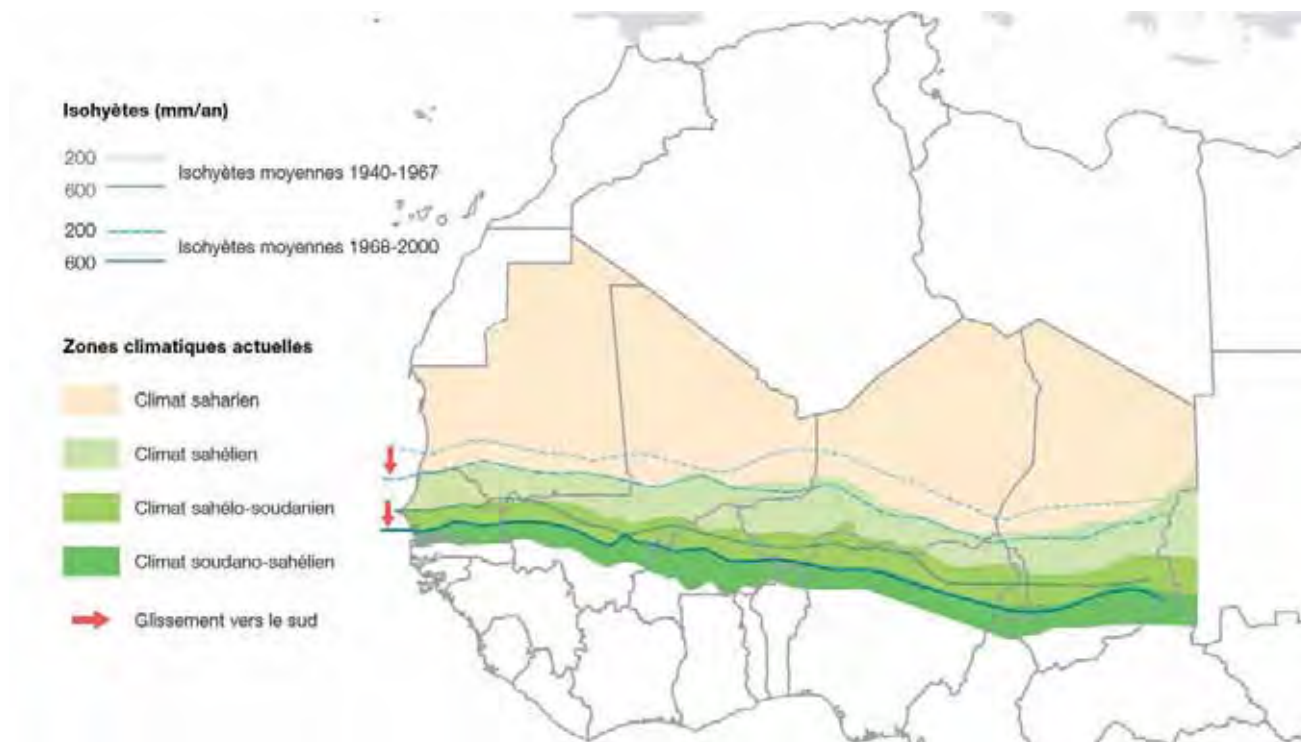 Isohyètes (mm/an)
200
Isohyètes moyennes 1940-1967
600
200
Isohyètes moyennes 1968-2000
600
Zones climatiques actuelles
Climat saharien
Climat sahélien
Climat sahélo-soudanien
Climat soudano-sahélien
Glissement vers le sud